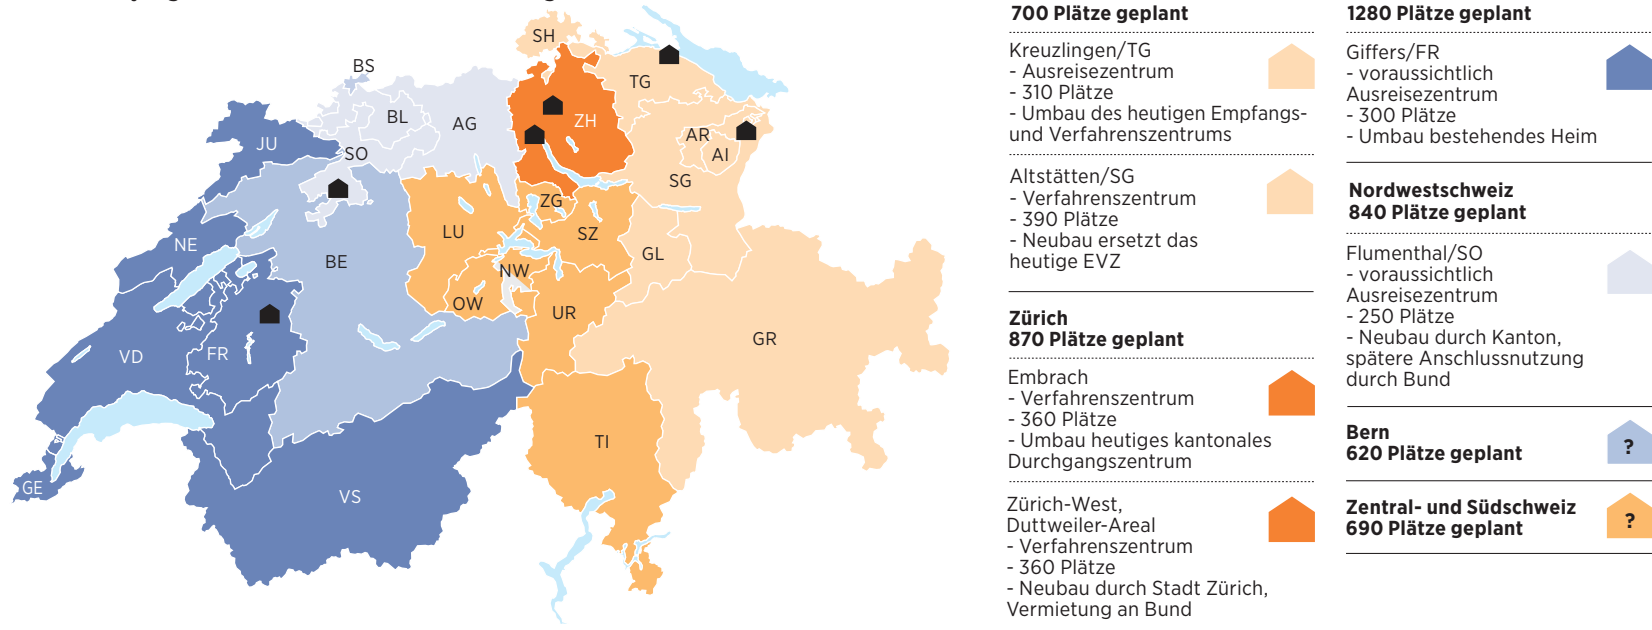 SH
BS
TG
BL
AG
ZH
JU
AR
SO
AI
SG
ZG
LU
SZ
NE
GL
BE
NW
OW
UR
GR
VD
FR
TI
GE
VS
700 Plätze geplant
Kreuzlingen/TG
- Ausreisezentrum
- 310 Plätze
- Umbau des heutigen Empfangs-
und Verfahrenszentrums
Altstätten/SG
- Verfahrenszentrum
- 390 Plätze
- Neubau ersetzt das
heutige EVZ
Zürich
870 Plätze geplant
Embrach
- Verfahrenszentrum
- 360 Plätze
- Umbau heutiges kantonales
Durchgangszentrum
Zürich-West,
Duttweiler-Areal
- Verfahrenszentrum
- 360 Plätze
- Neubau durch Stadt Zürich,
Vermietung an Bund
1280 Plätze geplant
Giffers/FR
- voraussichtlich
Ausreisezentrum
- 300 Plätze
- Umbau bestehendes Heim
Nordwestschweiz
840 Plätze geplant
Flumenthal/SO
- voraussichtlich
Ausreisezentrum
- 250 Plätze
- Neubau durch Kanton,
spätere Anschlussnutzung
durch Bund
Bern
620 Plätze geplant
?
Zentral- und Südschweiz
690 Plätze geplant
?